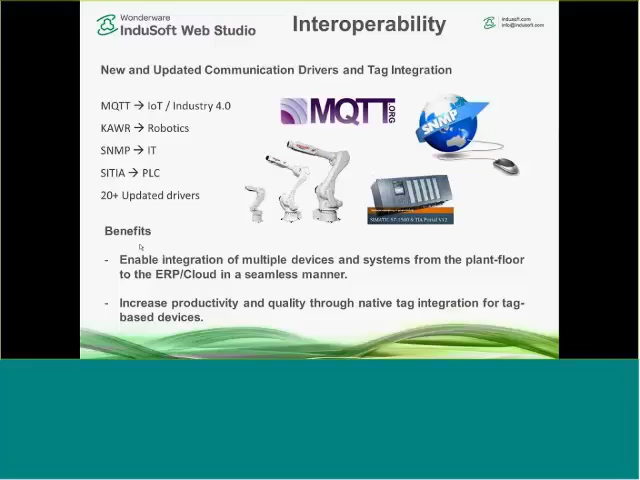 Wonderware
InduSoft Web Studio
Interoperability
indusoft.com
info@indusoft.com
New and Updated Communication Drivers and Tag Integration
MQTT → IoT / Industry 4.0
KAWR → Robotics
SNMP → IT
SITIA → PLC
20+ Updated drivers
MQTT.ORG
SNMP
SIMATIC S7-1500 & TIA Portal V12
Benefits
- Enable integration of multiple devices and systems from the plant-floor
to the ERP/Cloud in a seamless manner.
- Increase productivity and quality through native tag integration for tag-
based devices.